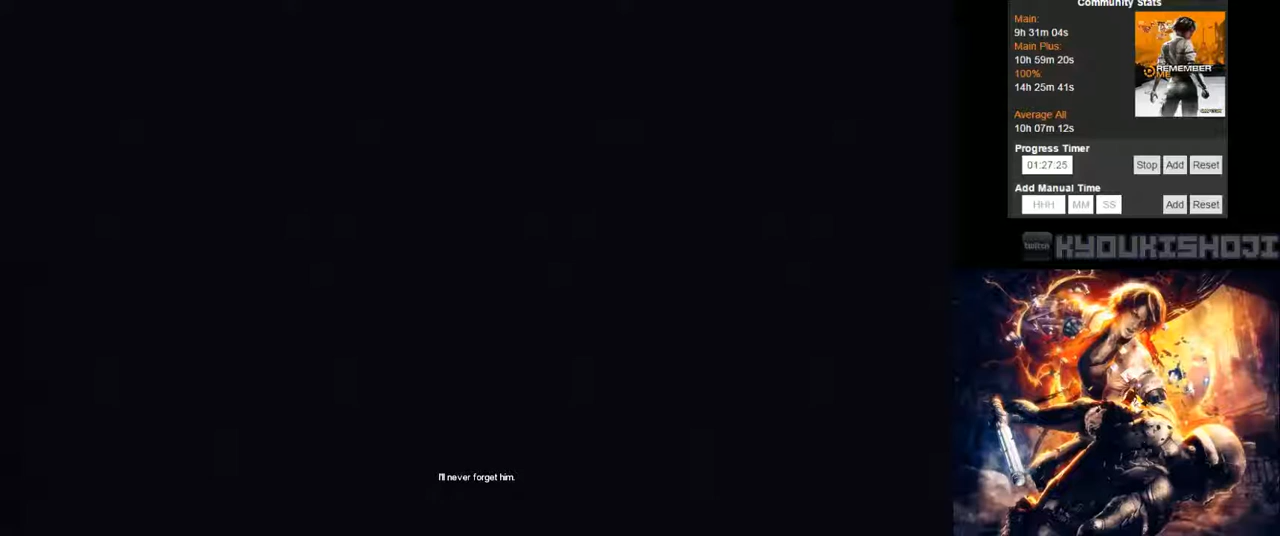 Community Stats
Main:
9h 31m 04s
Main Plus:
10h 59m 20s
100%
14h 25m 41s
Average All
10h 07m 12s
REMEMBER
ME
CAPCOM
Progress Timer
01:27:25
Stop
Add
Reset
Add Manual Time
HHH
MM
SS
Add
Reset
twitch
KYOUKISHOJI
I'll never forget him.